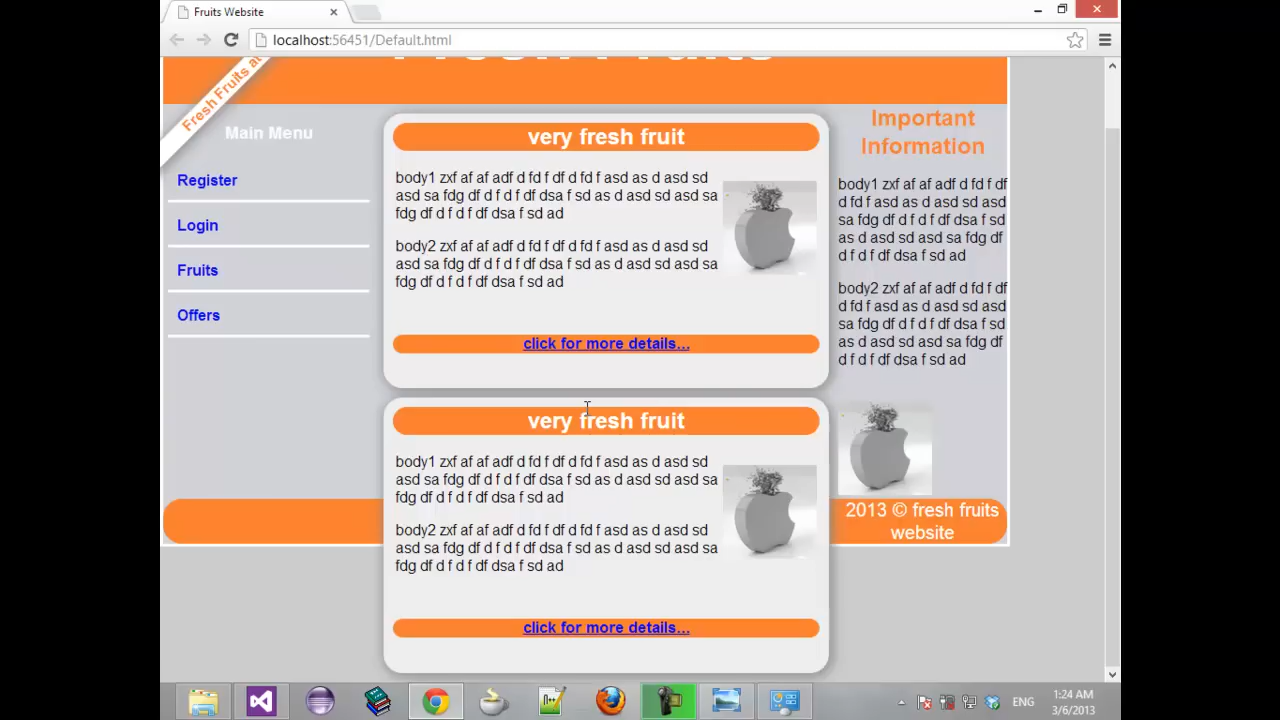 Fruits Website
localhost:56451/Default.html
Fresh Fruits at
Main Menu
Register
Login
Fruits
Offers
very fresh fruit
body1 zxf af af adf d fd f df d fd f asd as d asd sd
asd sa fdg df d f d f df dsa f sd as d asd sd asd sa
fdg df d f d f df dsa f sd ad
body2 zxf af af adf d fd f df d fd f asd as d asd sd
asd sa fdg df d f d f df dsa f sd as d asd sd asd sa
fdg df d f d f df dsa f sd ad
click for more details...
very fresh fruit
body1 zxf af af adf d fd f df d fd f asd as d asd sd
asd sa fdg df d f d f df dsa f sd as d asd sd asd sa
fdg df d f d f df dsa f sd ad
body2 zxf af af adf d fd f df d fd f asd as d asd sd
asd sa fdg df d f d f df dsa f sd as d asd sd asd sa
fdg df d f d f df dsa f sd ad
click for more details...
Important
Information
body1 zxf af af adf d fd f df
d fd f asd as d asd sd asd
sa fdg df d f d f df dsa f sd
as d asd sd asd sa fdg df
d f d f df dsa f sd ad
body2 zxf af af adf d fd f df
d fd f asd as d asd sd asd
sa fdg df d f d f df dsa f sd
as d asd sd asd sa fdg df
d f d f df dsa f sd ad
2013 © fresh fruits
website
ENG
1:24 AM
3/6/2013